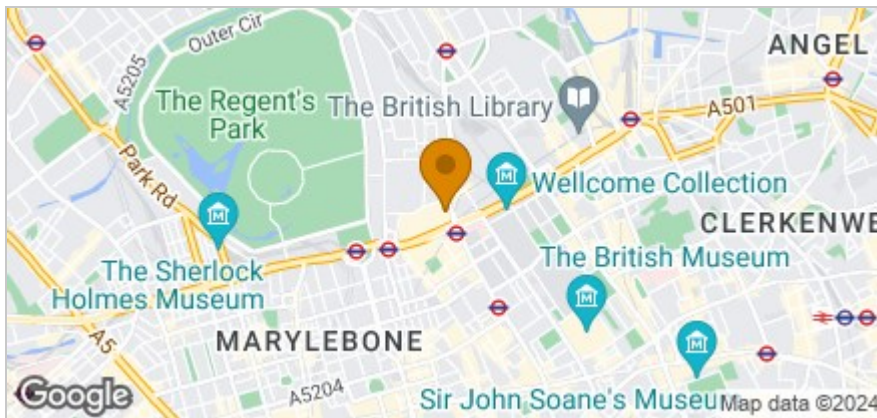 Outer Cir
A5205
ANGEL
The Regent's
Park
The British Library
A501
Park Rd
Wellcome Collection
CLERKENWE
The Sherlock
Holmes Museum
The British Museum
A5
MARYLEBONE
A5204
Sir John Soane's Museu
Google
Map data ©2024